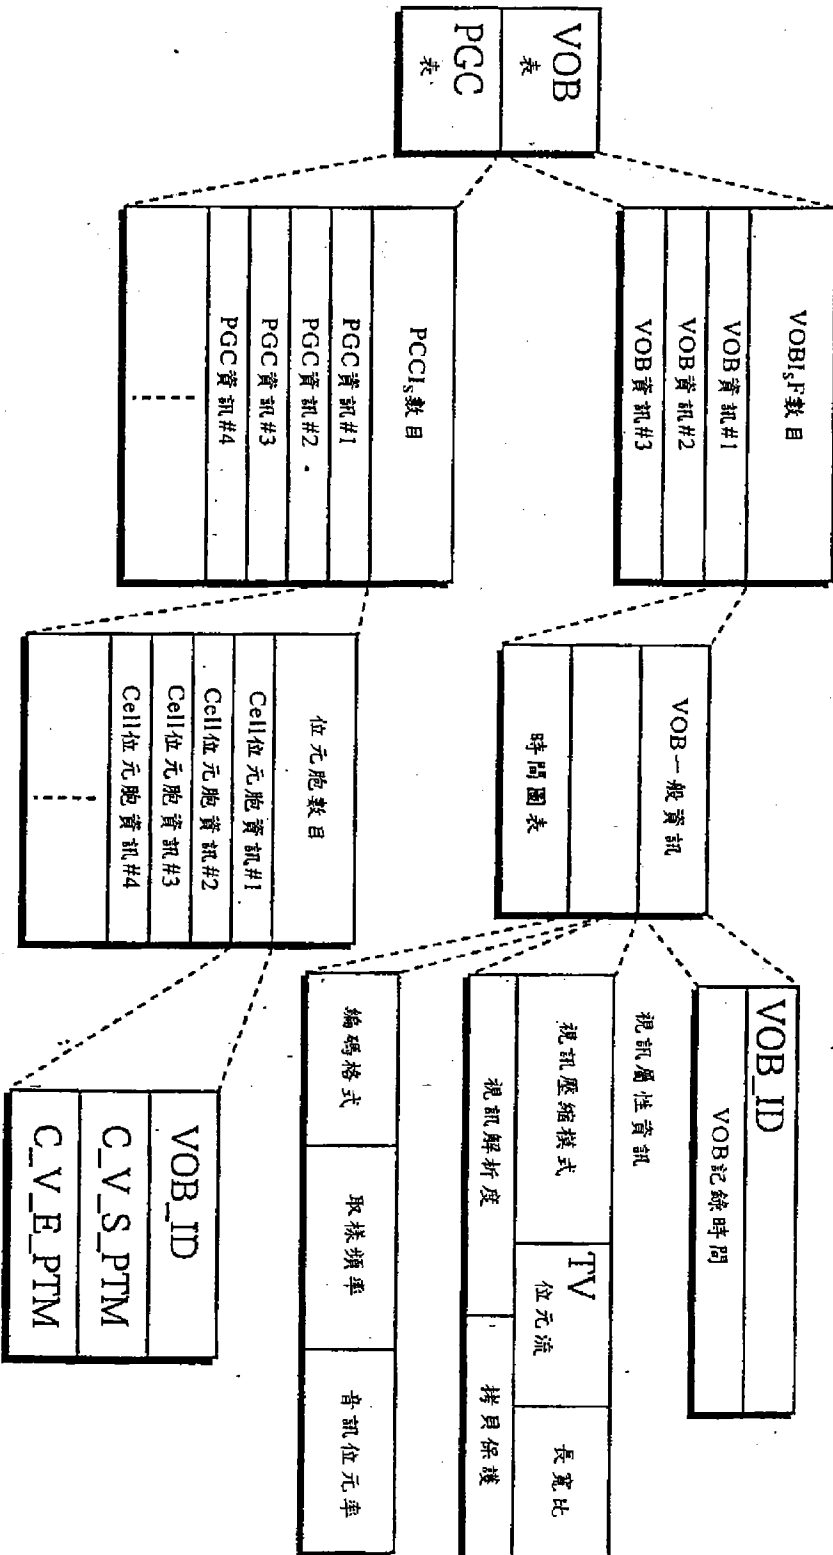 VOB
表
PGC
表
VOBIsF數目
VOB資訊#1
VOB資訊#2
VOB資訊#3
PCCIs數目
PGC資訊#1
PGC資訊#2
PGC資訊#3
PGC資訊#4
VOB一般資訊
時間圖表
位元胞數目
Cell位元胞資訊#1
Cell位元胞資訊#2
Cell位元胞資訊#3
Cell位元胞資訊#4
VOB_ID
VOB記錄時間
視訊屬性資訊
視訊壓縮模式
TV
位元流
長寬比
視訊解析度
拷貝保護
編碼格式
取樣頻率
音訊位元率
VOB_ID
C_V_S_PTM
C_V_E_PTM